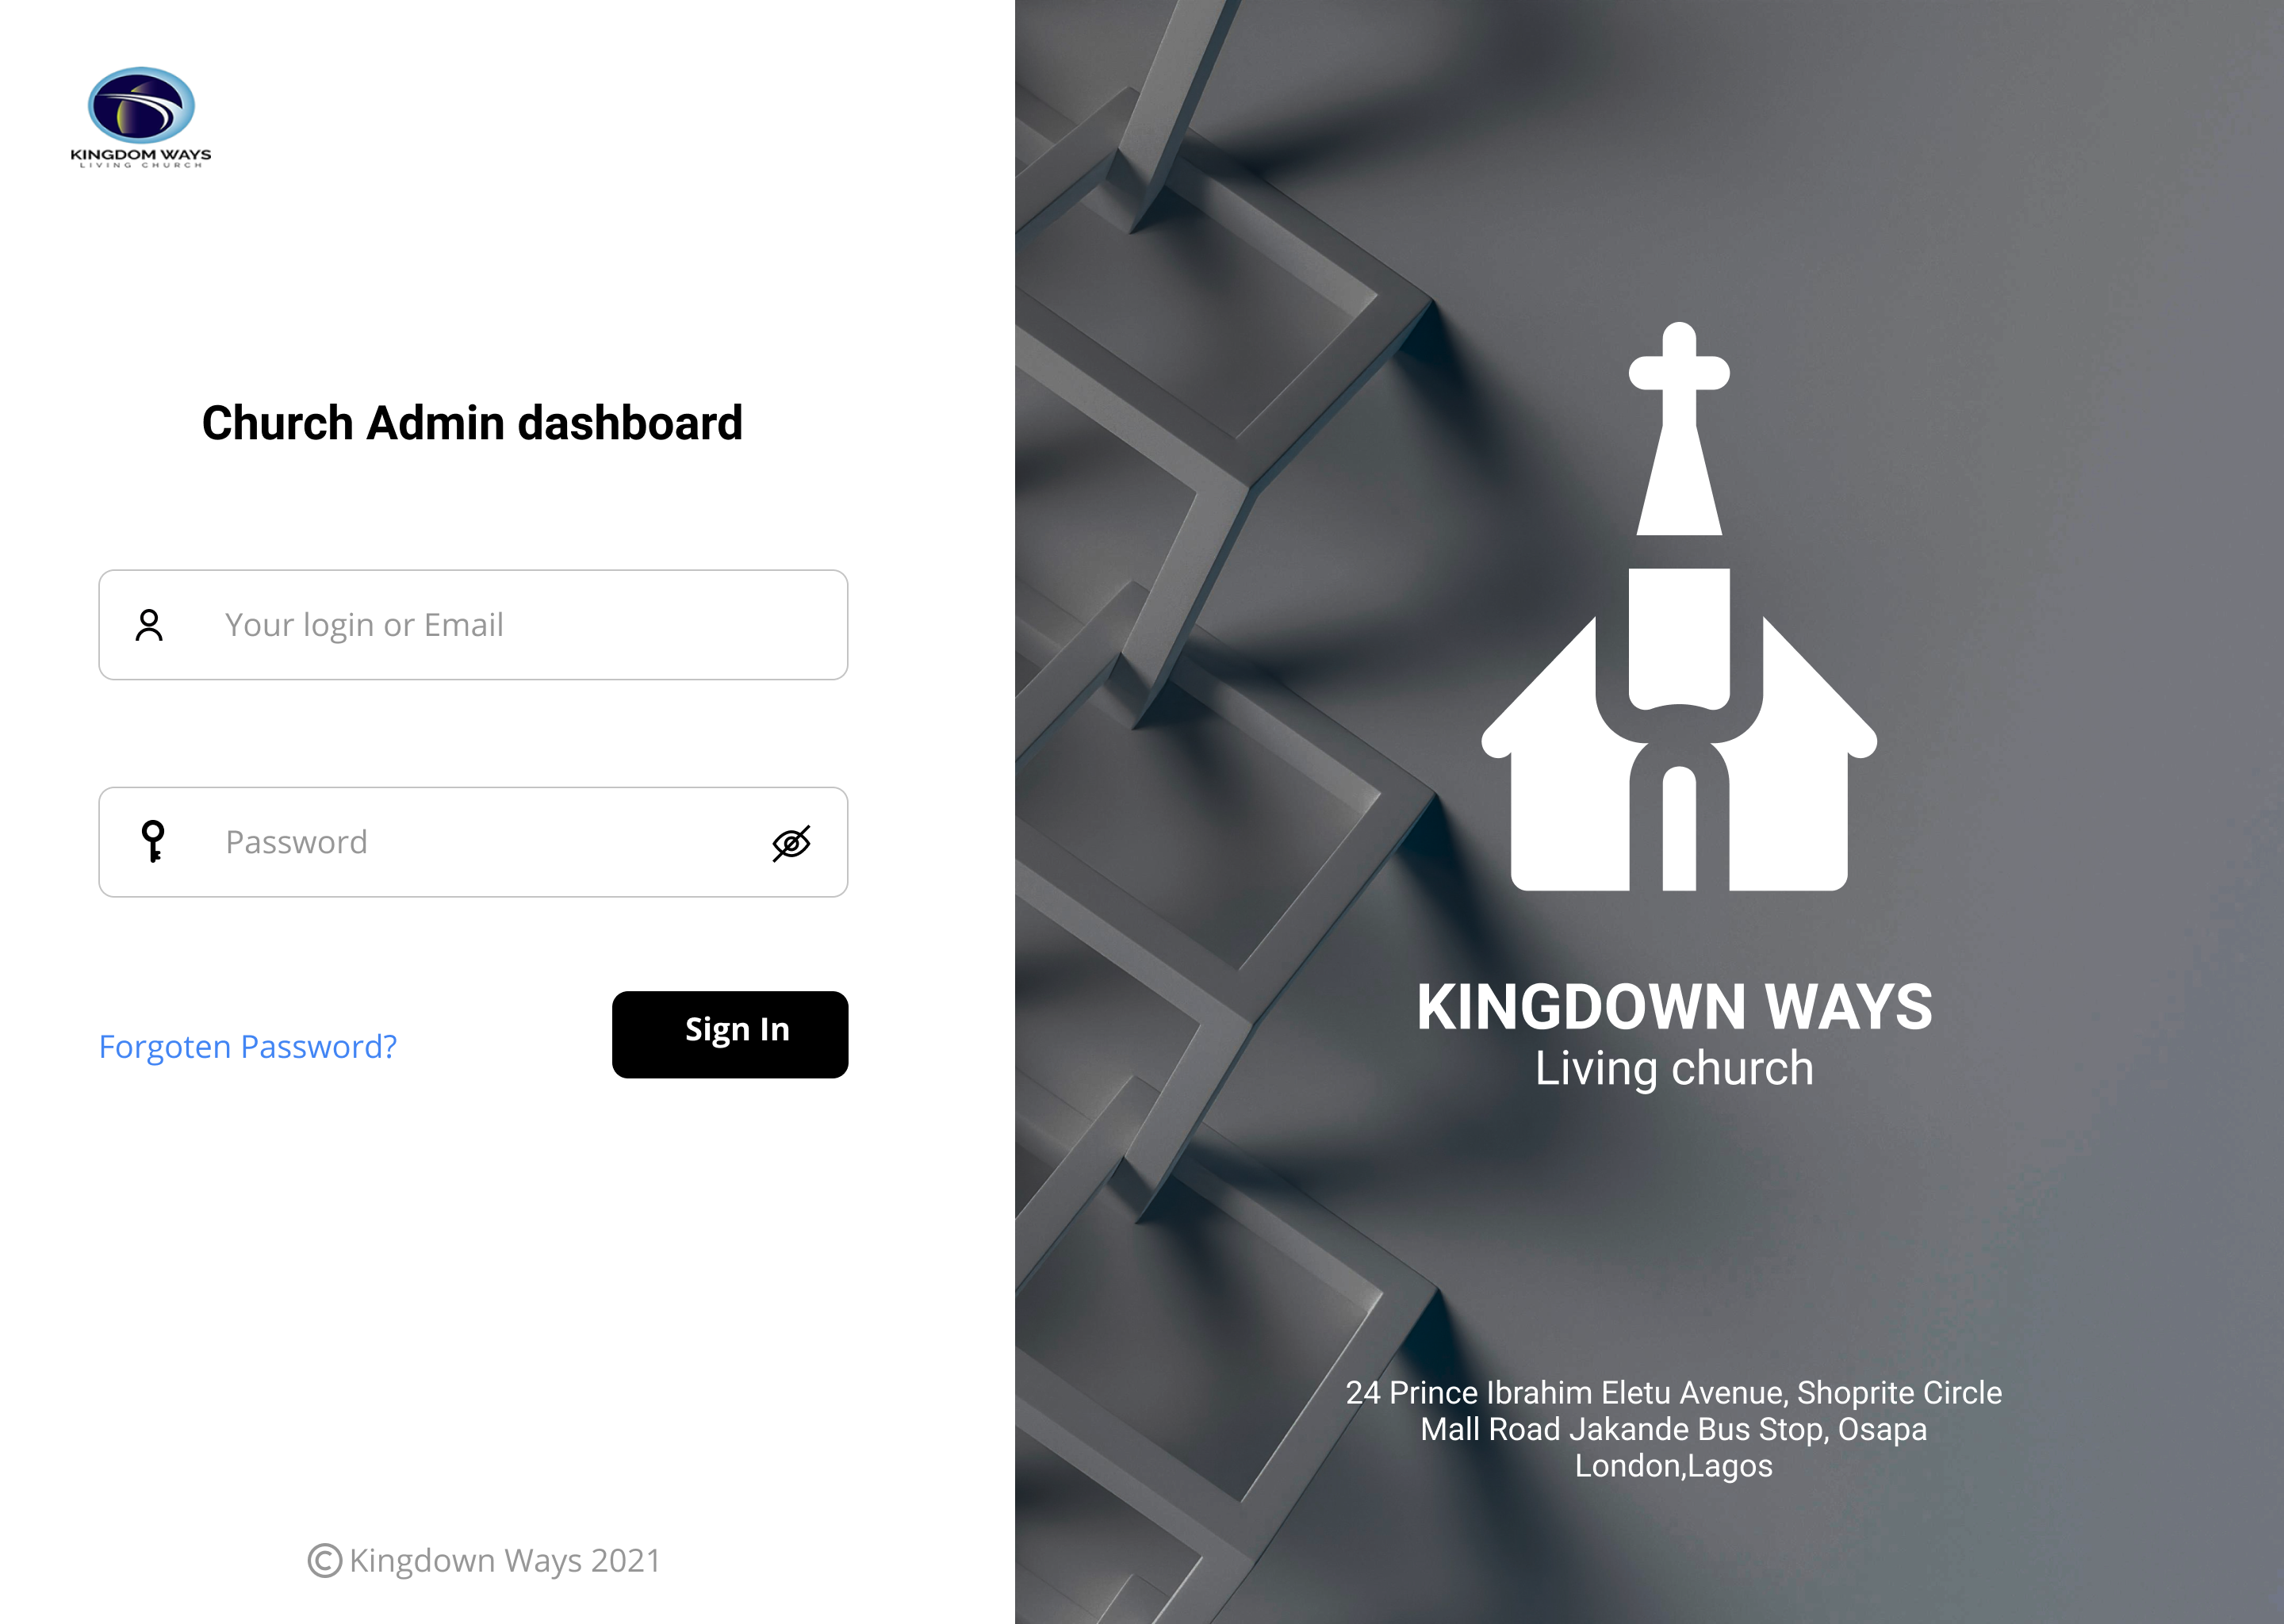 KINGDOM WAYS
LIVING CHURCH
Church Admin dashboard
Your login or Email
Password
Forgoten Password?
Sign In
© Kingdown Ways 2021
KINGDOWN WAYS
Living church
24 Prince Ibrahim Eletu Avenue, Shoprite Circle
Mall Road Jakande Bus Stop, Osapa
London,Lagos